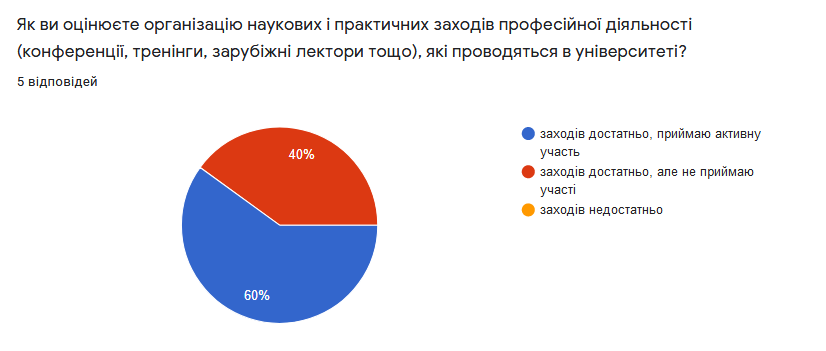 Як ви оцінюєте організацію наукових і практичних заходів професійної діяльності
(конференції, тренінги, зарубіжні лектори тощо), які проводяться в університеті?
5 відповідей
40%
60%
заходів достатньо, приймаю активну
участь
заходів достатньо, але не приймаю
участі
заходів недостатньо